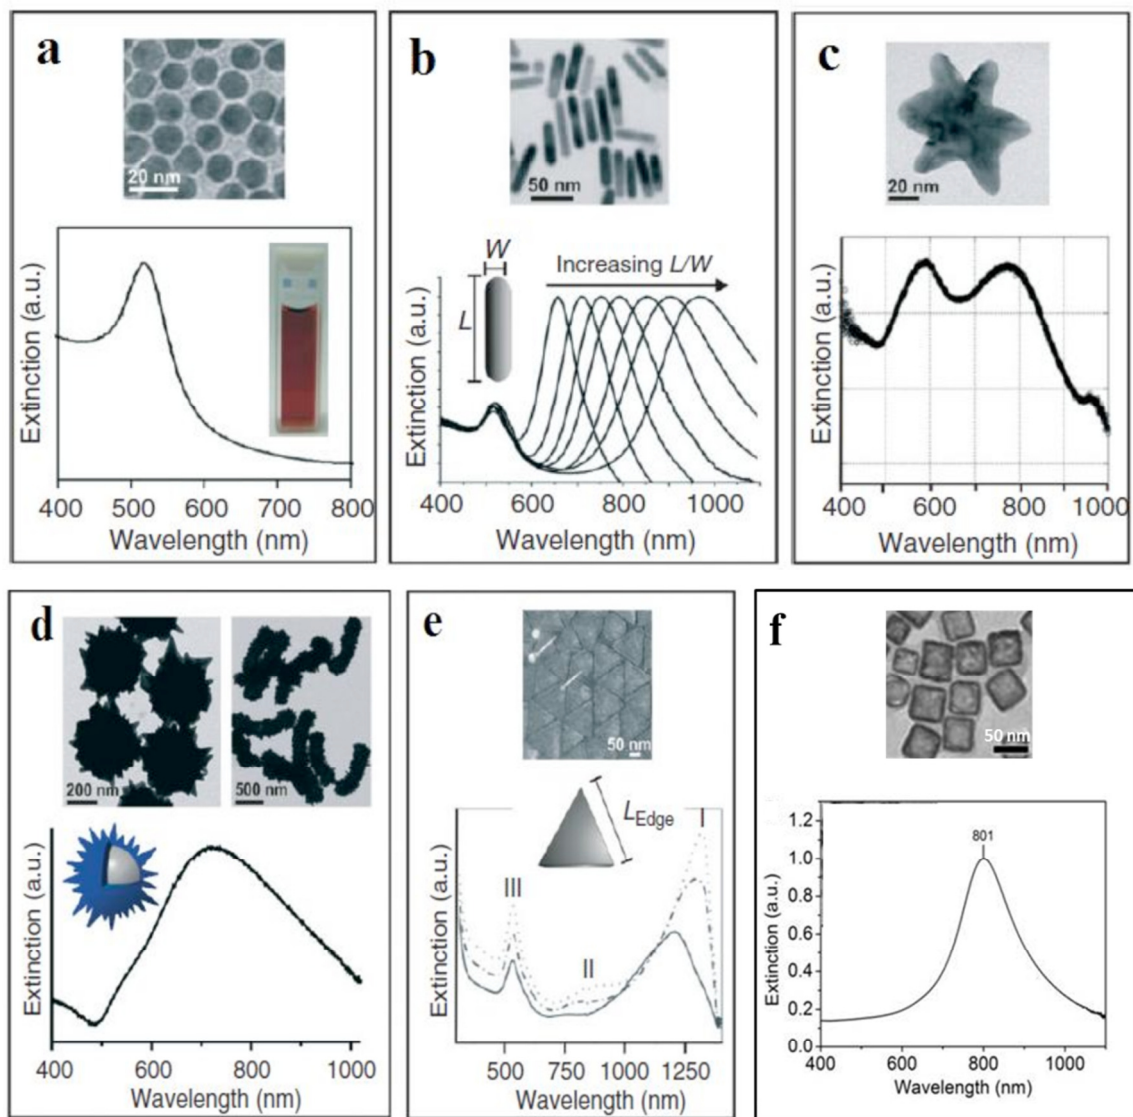 a
20 nm
Extinction (a.u.)
400 500 600 700 800
Wavelength (nm)
b
50 nm
W
L
Increasing L/W
Extinction (a.u.)
400 600 800 1000
Wavelength (nm)
c
20 nm
Extinction (a.u.)
400 600 800 1000
Wavelength (nm)
d
200 nm
500 nm
Extinction (a.u.)
400 600 800 1000
Wavelength (nm)
e
50 nm
LEdge
I
III
II
Extinction (a.u.)
500 750 1000 1250
Wavelength (nm)
f
50 nm
801
Extinction (a.u.)
1.2
1.0
0.8
0.6
0.4
0.2
0.0
400 600 800 1000
Wavelength (nm)